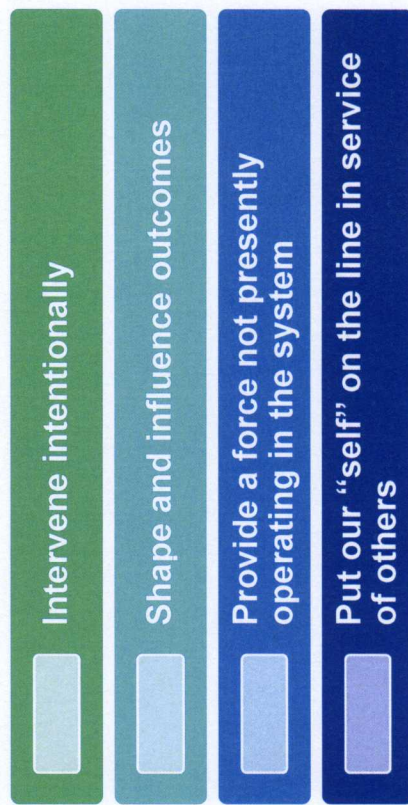 Intervene intentionally
Shape and influence outcomes
Provide a force not presently
operating in the system
Put our “self” on the line in service
of others